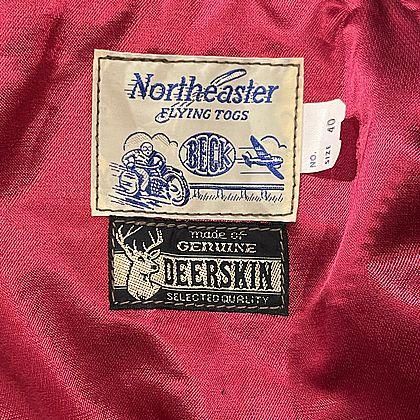 Northeaster
FLYING TOGS
BECK
NO.
SIZE 40
made of
GENUINE
DEERSKIN
SELECTED QUALITY